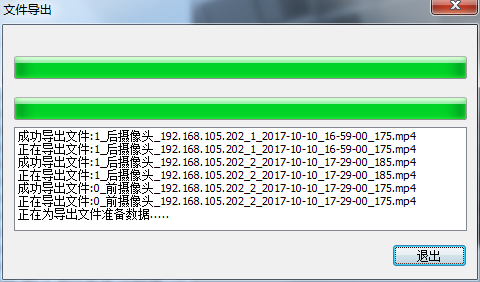 文件导出
成功导出文件:1_后摄像头_192.168.105.202_1_2017-10-10_16-59-00_175.mp4
正在导出文件:1_后摄像头_192.168.105.202_1_2017-10-10_16-59-00_175.mp4
成功导出文件:1_后摄像头_192.168.105.202_2_2017-10-10_17-29-00_185.mp4
正在导出文件:1_后摄像头_192.168.105.202_2_2017-10-10_17-29-00_185.mp4
成功导出文件:0_前摄像头_192.168.105.202_2_2017-10-10_17-29-00_175.mp4
正在导出文件:0_前摄像头_192.168.105.202_2_2017-10-10_17-29-00_175.mp4
正在为导出文件准备数据.....
退出